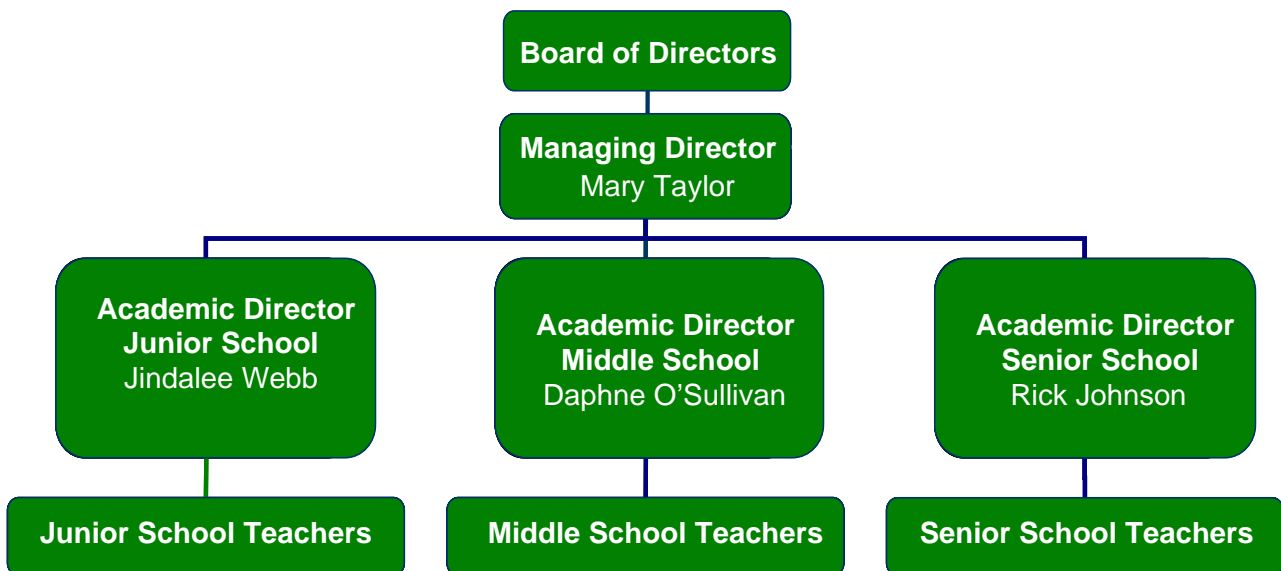 Board of Directors
Managing Director
Mary Taylor
Academic Director
Junior School
Jindalee Webb
Academic Director
Middle School
Daphne O’Sullivan
Academic Director
Senior School
Rick Johnson
Junior School Teachers
Middle School Teachers
Senior School Teachers